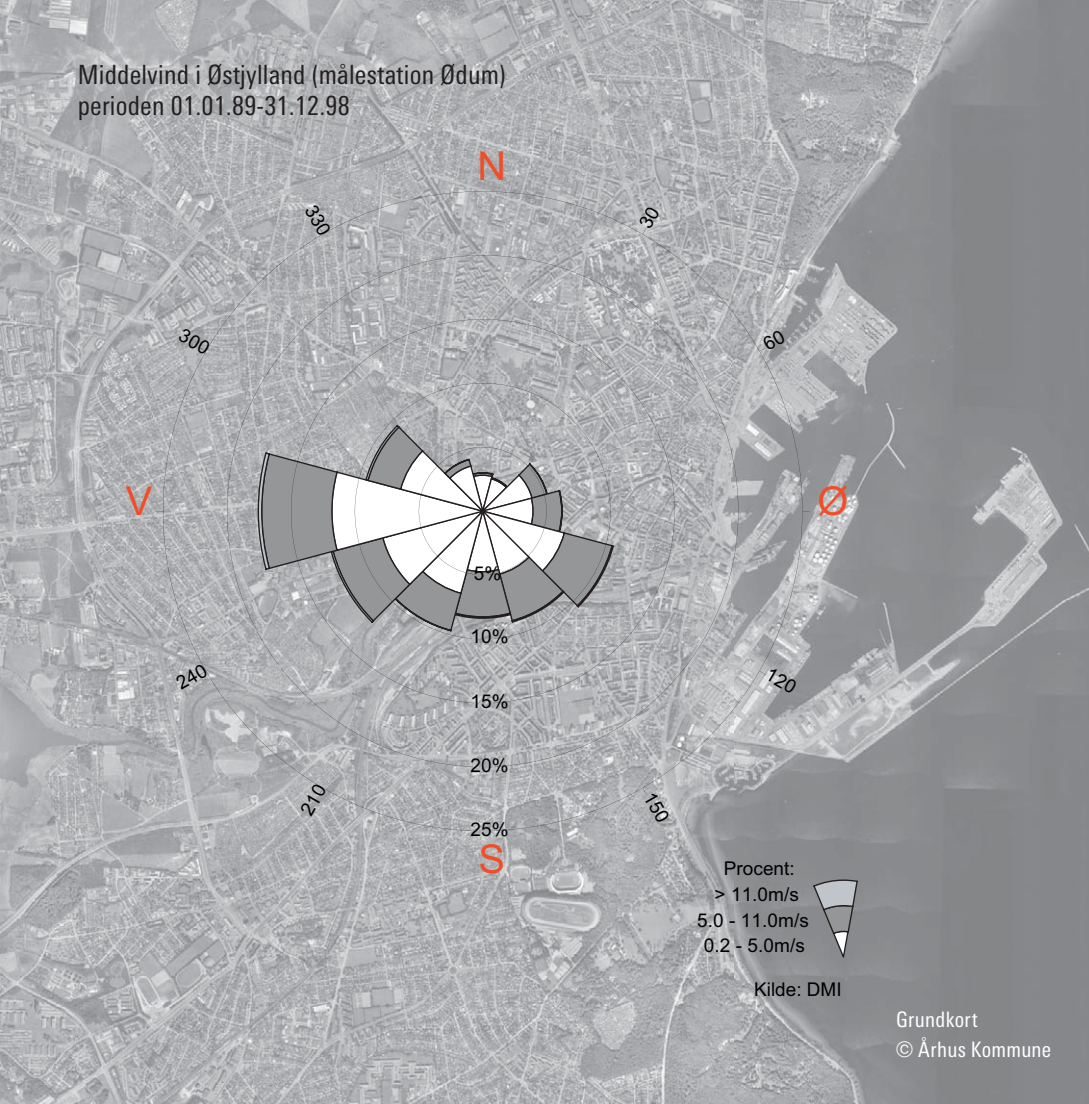 Middelvind i Østjylland (målestation Ødum)
perioden 01.01.89-31.12.98
N
330
30
300
60
V
Ø
5%
10%
240
120
15%
20%
210
150
25%
S
Procent:
> 11.0m/s
5.0 - 11.0m/s
0.2 - 5.0m/s
Kilde: DMI
Grundkort
© Århus Kommune